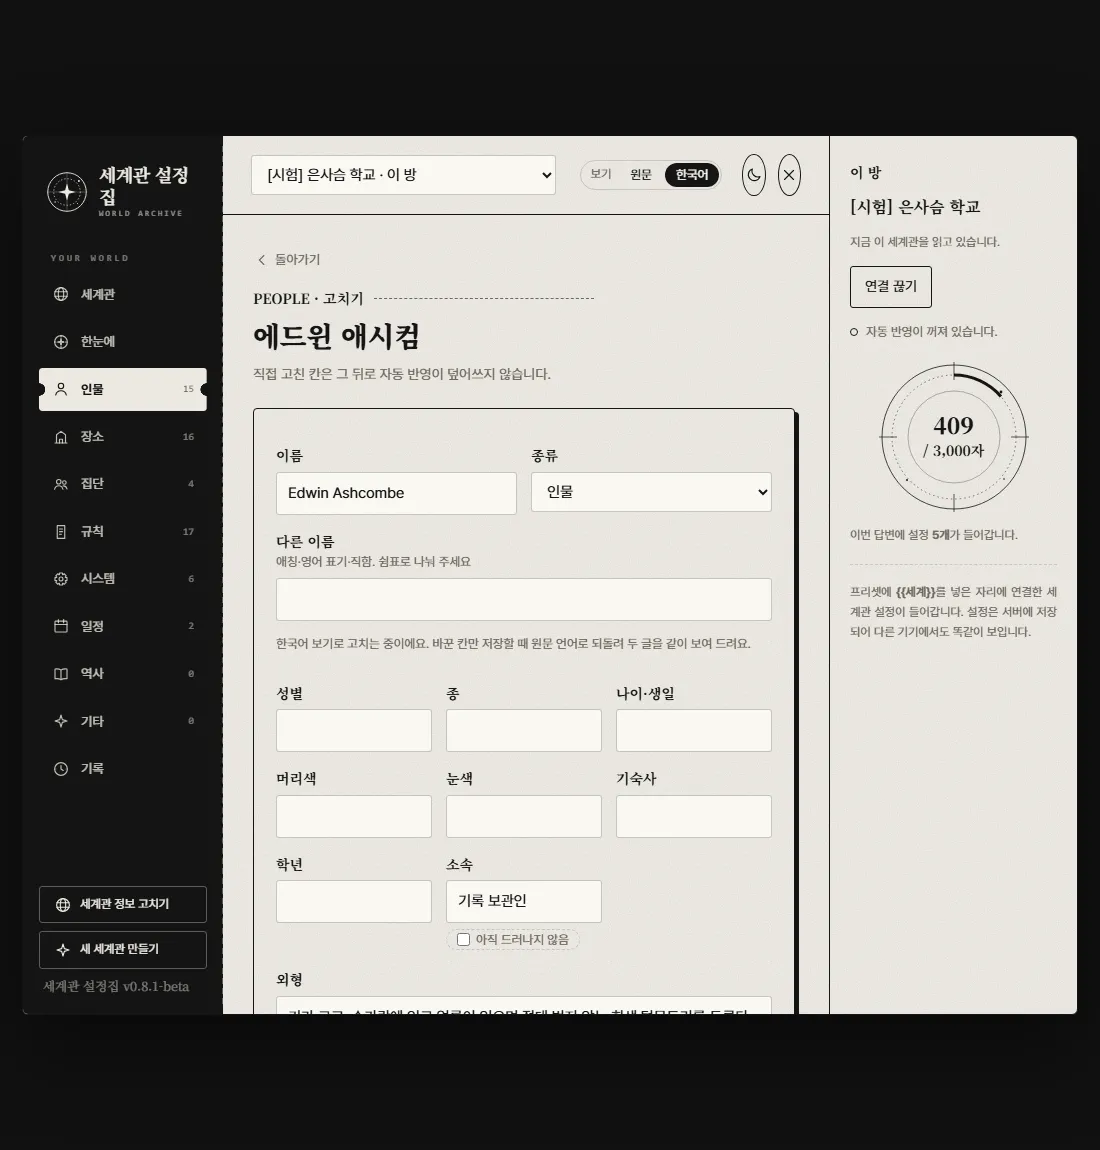 세계관 설정
집
WORLD ARCHIVE
YOUR WORLD
세계관
한눈에
인물 15
장소 16
집단 4
규칙 17
시스템 6
일정 2
역사 0
기타 0
기록
세계관 정보 고치기
새 세계관 만들기
세계관 설정집 v0.8.1-beta
[시험] 은사슴 학교 · 이 방
보기 원문 한국어
돌아가기
PEOPLE · 고치기
에드윈 애시컴
직접 고친 칸은 그 뒤로 자동 반영이 덮어쓰지 않습니다.
이름 종류
Edwin Ashcombe 인물
다른 이름
애칭·영어 표기·직함. 쉼표로 나눠 주세요
한국어 보기로 고치는 중이에요. 바꾼 칸만 저장할 때 원문 언어로 되돌려 두 글을 같이 보여 드려요.
성별 종 나이·생일
머리색 눈색 기숙사
학년 소속
기록 보관인
아직 드러나지 않음
외형
이 방
[시험] 은사슴 학교
지금 이 세계관을 읽고 있습니다.
연결 끊기
자동 반영이 꺼져 있습니다.
409
/ 3,000자
이번 답변에 설정 5개가 들어갑니다.
프리셋에 {{세계}}를 넣은 자리에 연결한 세
계관 설정이 들어갑니다. 설정은 서버에 저장
되어 다른 기기에서도 똑같이 보입니다.